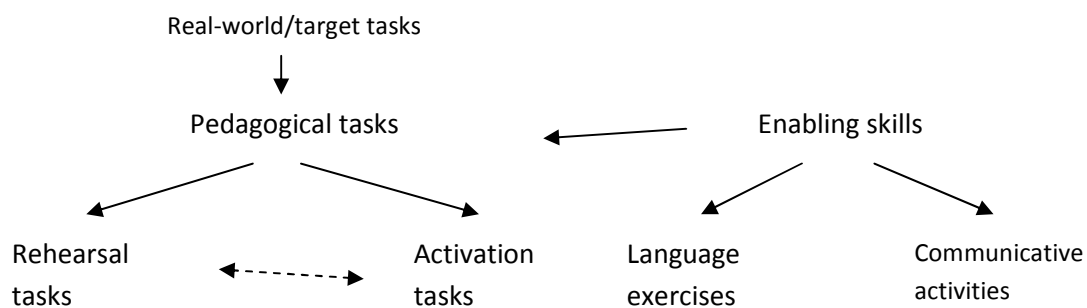 Real-world/target tasks
Pedagogical tasks
Enabling skills
Rehearsal
tasks
Activation
tasks
Language
exercises
Communicative
activities